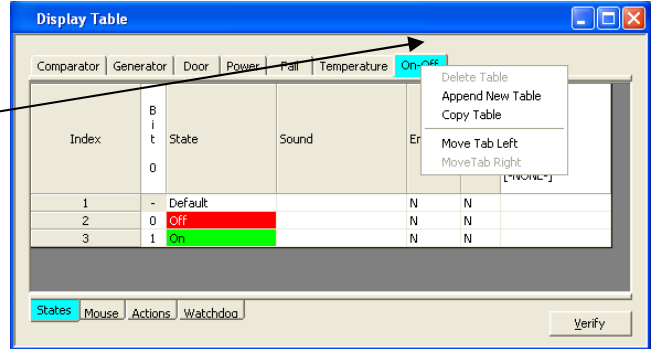 Display Table
Comparator Generator Door Power Fail Temperature On-Off
Delete Table
Append New Table
Copy Table
Move Tab Left
MoveTab Right
Index Bit 0 State Sound
[-NONE-]
1 - Default N N
2 0 Off N N
3 1 On N N
States Mouse Actions Watchdog
Verify